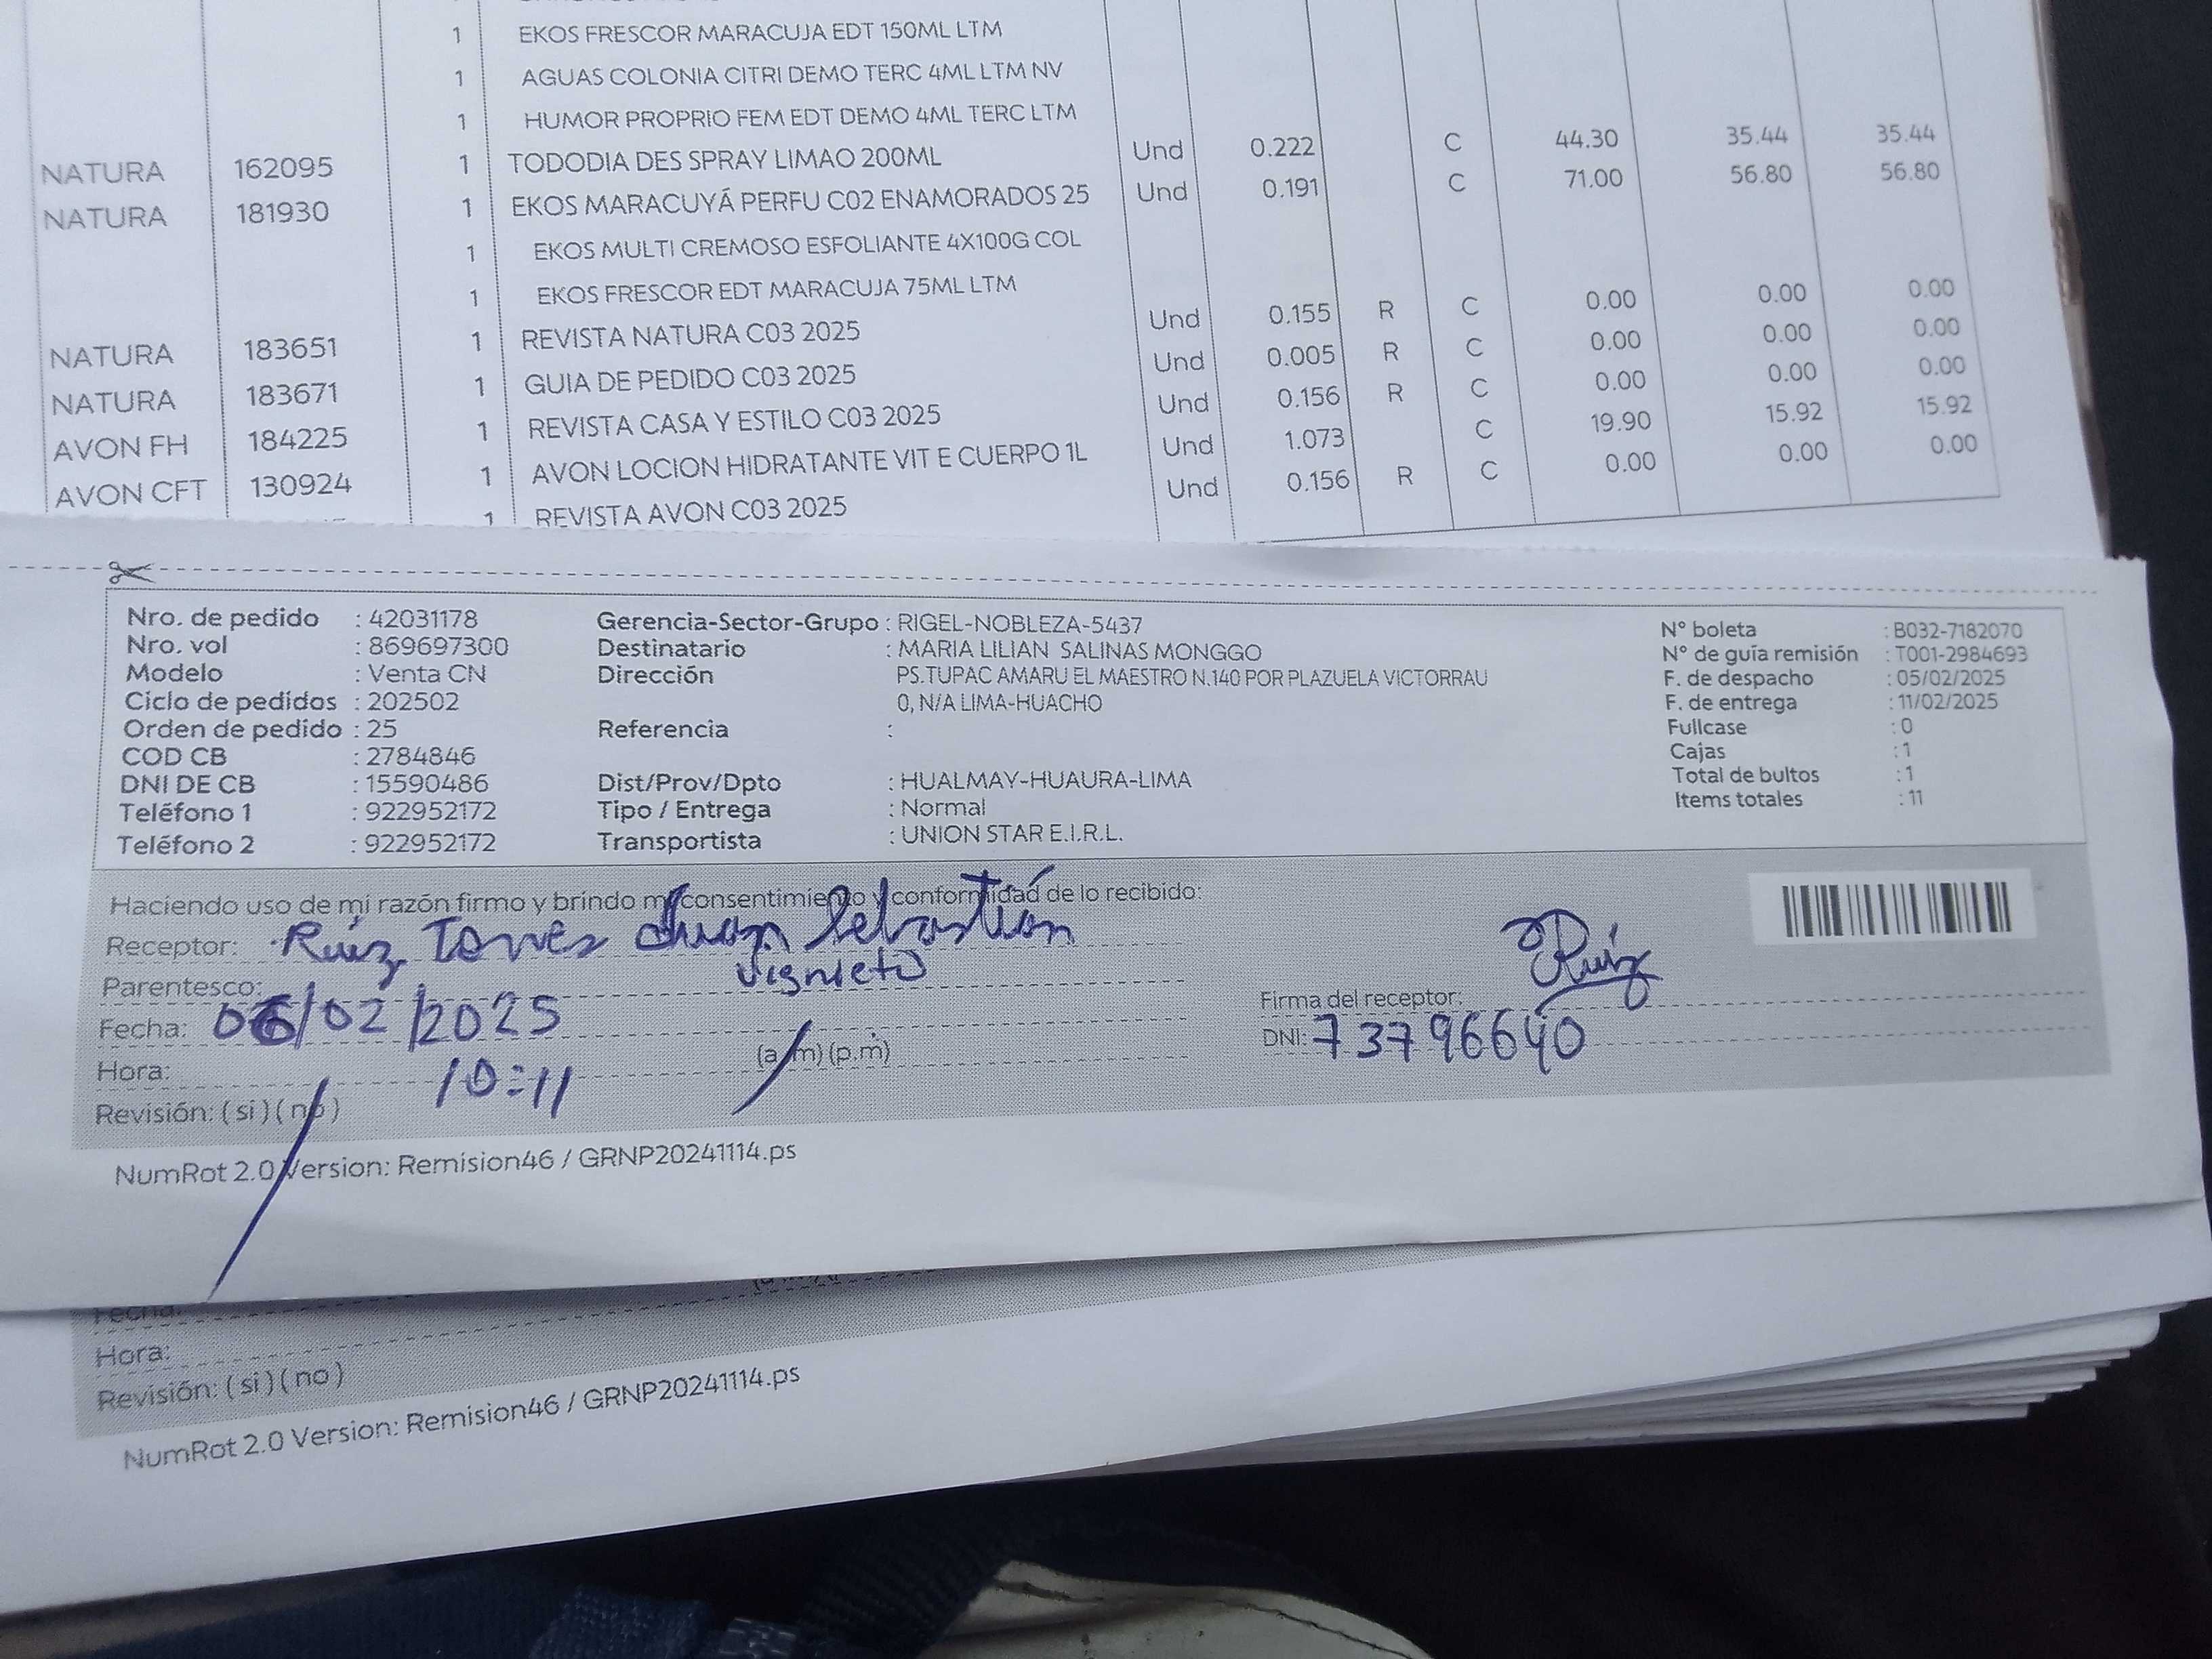 1 EKOS FRESCOR MARACUJA EDT 150ML LTM
1 AGUAS COLONIA CITRI DEMO TERC 4ML LTM NV
1 HUMOR PROPRIO FEM EDT DEMO 4ML TERC LTM
NATURA 162095 1 TODODIA DES SPRAY LIMAO 200ML Und 0.222 C 44.30 35.44 35.44
NATURA 181930 1 EKOS MARACUYÁ PERFU C02 ENAMORADOS 25 Und 0.191 C 71.00 56.80 56.80
1 EKOS MULTI CREMOSO ESFOLIANTE 4X100G COL
1 EKOS FRESCOR EDT MARACUJA 75ML LTM
NATURA 183651 1 REVISTA NATURA C03 2025 Und 0.155 R C 0.00 0.00 0.00
NATURA 183671 1 GUIA DE PEDIDO C03 2025 Und 0.005 R C 0.00 0.00 0.00
AVON FH 184225 1 REVISTA CASA Y ESTILO C03 2025 Und 0.156 R C 0.00 0.00 0.00
AVON CFT 130924 1 AVON LOCION HIDRATANTE VIT E CUERPO 1L Und 1.073 C 19.90 15.92 15.92
1 REVISTA AVON C03 2025 Und 0.156 R C 0.00 0.00 0.00
Nro. de pedido : 42031178 Gerencia-Sector-Grupo : RIGEL-NOBLEZA-5437 N° boleta : B032-7182070
Nro. vol : 869697300 Destinatario : MARIA LILIAN SALINAS MONGGO N° de guía remisión : T001-2984693
Modelo : Venta CN Dirección PS.TUPAC AMARU EL MAESTRO N.140 POR PLAZUELA VICTORRAU F. de despacho : 05/02/2025
Ciclo de pedidos : 202502 0, N/A LIMA-HUACHO F. de entrega : 11/02/2025
Orden de pedido : 25 Referencia : Fullcase : 0
COD CB : 2784846 Cajas : 1
DNI DE CB : 15590486 Dist/Prov/Dpto : HUALMAY-HUAURA-LIMA Total de bultos : 1
Teléfono 1 : 922952172 Tipo / Entrega : Normal Items totales : 11
Teléfono 2 : 922952172 Transportista : UNION STAR E.I.R.L.
Haciendo uso de mi razón firmo y brindo mi consentimiento y conformidad de lo recibido:
Receptor: Ruiz Torres Juan Sebastián
Parentesco:
Fecha: 06/02/2025 Firma del receptor: Ruiz
Hora: 10:11 (a.m) (p.m) DNI: 73796640
Revisión: (si) (no)
NumRot 2.0 Version: Remision46 / GRNP20241114.ps
Fecha:
Hora:
Revisión: (si) (no)
NumRot 2.0 Version: Remision46 / GRNP20241114.ps